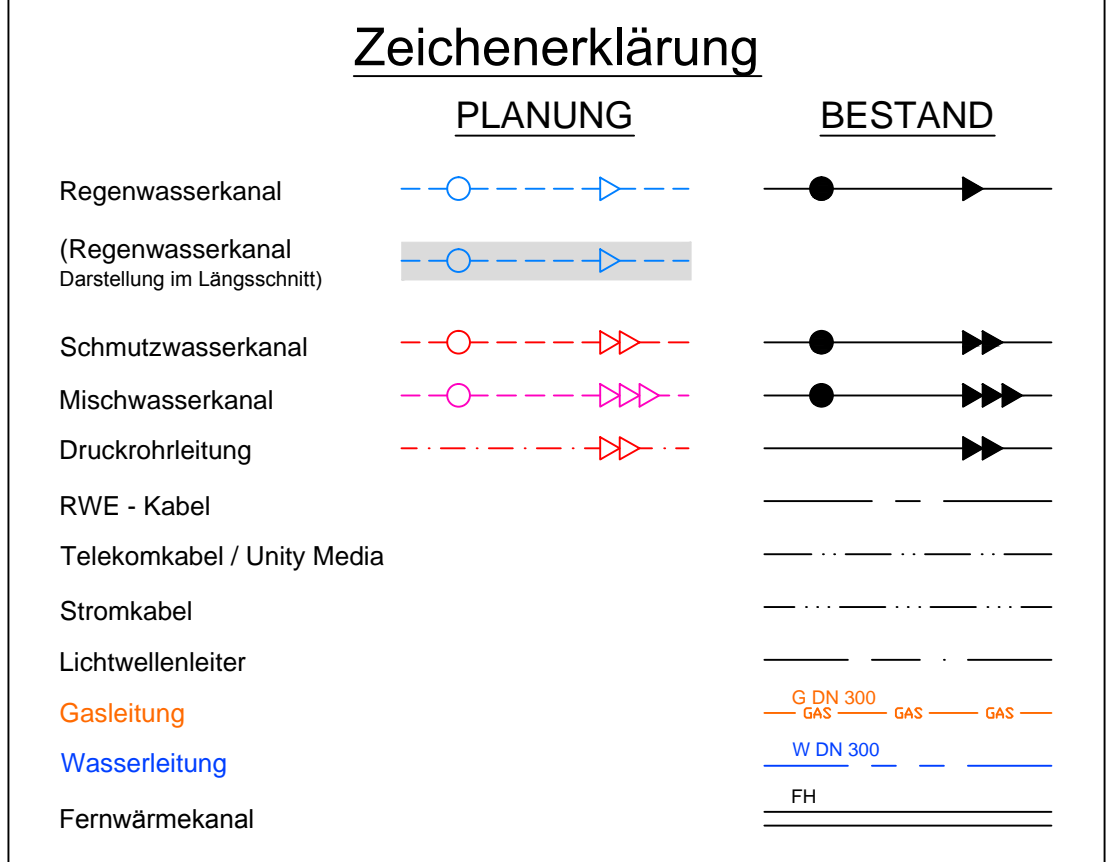 Zeichenerklärung
PLANUNG
BESTAND
Regenwasserkanal
(Regenwasserkanal
Darstellung im Längsschnitt)
Schmutzwasserkanal
Mischwasserkanal
Druckrohrleitung
RWE - Kabel
Telekomkabel / Unity Media
Stromkabel
Lichtwellenleiter
Gasleitung
G DN 300
GAS GAS GAS
Wasserleitung
W DN 300
Fernwärmekanal
FH